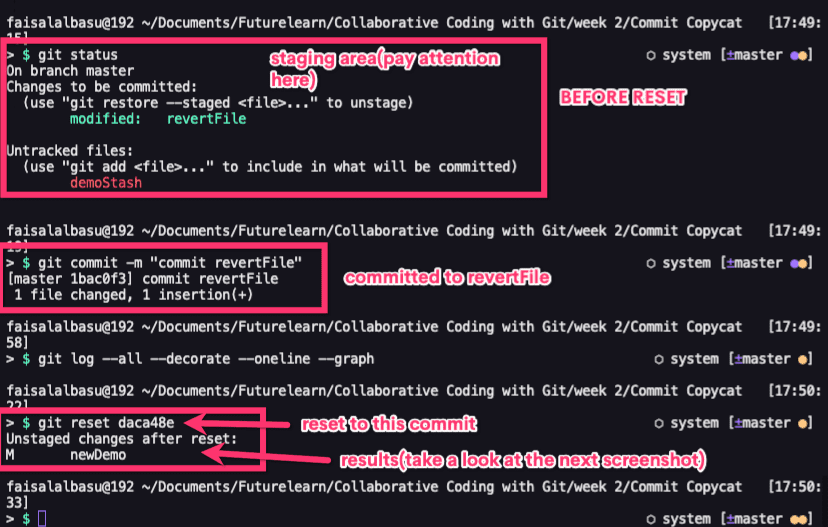 faisalalbasu@192 ~/Documents/Futurelearn/Collaborative Coding with Git/week 2/Commit Copycat [17:49:
15]
> $ git status ⬡ system [±master ●●]
On branch master
Changes to be committed:
(use "git restore --staged <file>..." to unstage)
modified: revertFile
staging area(pay attention
here)
BEFORE RESET
Untracked files:
(use "git add <file>..." to include in what will be committed)
demoStash
faisalalbasu@192 ~/Documents/Futurelearn/Collaborative Coding with Git/week 2/Commit Copycat [17:49:
> $ git commit -m "commit revertFile" ⬡ system [±master ●●]
[master 1bac0f3] commit revertFile
1 file changed, 1 insertion(+)
committed to revertFile
faisalalbasu@192 ~/Documents/Futurelearn/Collaborative Coding with Git/week 2/Commit Copycat [17:49:
58]
> $ git log --all --decorate --oneline --graph ⬡ system [±master ●]
faisalalbasu@192 ~/Documents/Futurelearn/Collaborative Coding with Git/week 2/Commit Copycat [17:50:
22]
> $ git reset daca48e ⬡ system [±master ●]
reset to this commit
Unstaged changes after reset:
M newDemo
results(take a look at the next screenshot)
faisalalbasu@192 ~/Documents/Futurelearn/Collaborative Coding with Git/week 2/Commit Copycat [17:50:
33]
> $ ⬡ system [±master ●●]